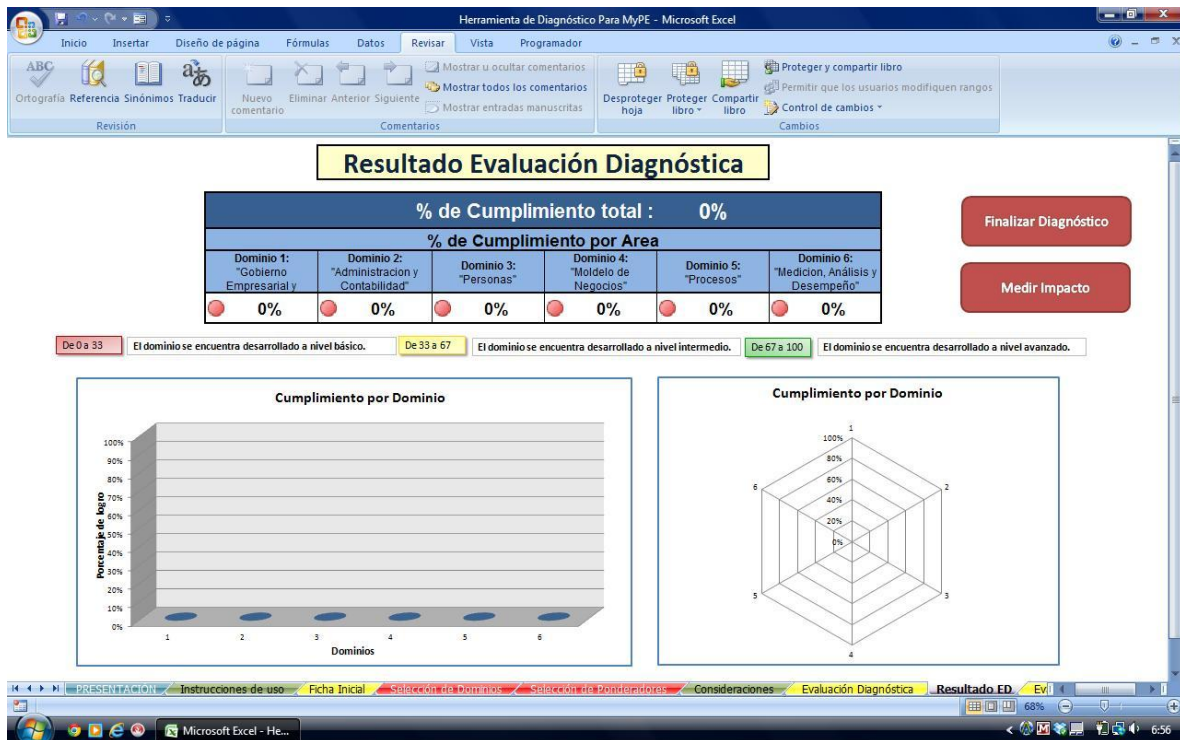 Herramienta de Diagnóstico Para MyPE - Microsoft Excel
Inicio Insertar Diseño de página Fórmulas Datos Revisar Vista Programador
ABC
Ortografía Referencia Sinónimos Traducir
Revisión
Nuevo comentario Eliminar Anterior Siguiente
Mostrar u ocultar comentarios
Mostrar todos los comentarios
Mostrar entradas manuscritas
Comentarios
Desproteger hoja Proteger libro Compartir libro
Proteger y compartir libro
Permitir que los usuarios modifiquen rangos
Control de cambios
Cambios
Resultado Evaluación Diagnóstica
% de Cumplimiento total : 0%
% de Cumplimiento por Area
Dominio 1:
"Gobierno
Empresarial y
Dominio 2:
"Administracion y
Contabilidad"
Dominio 3:
"Personas"
Dominio 4:
"Moldelo de
Negocios"
Dominio 5:
"Procesos"
Dominio 6:
"Medicion, Análisis y
Desempeño"
0% 0% 0% 0% 0% 0%
Finalizar Diagnóstico
Medir Impacto
De 0 a 33 El dominio se encuentra desarrollado a nivel básico. De 33 a 67 El dominio se encuentra desarrollado a nivel intermedio. De 67 a 100 El dominio se encuentra desarrollado a nivel avanzado.
Cumplimiento por Dominio
Porcentaje de logro
100%
90%
80%
70%
60%
50%
40%
30%
20%
10%
0%
1 2 3 4 5 6
Dominios
Cumplimiento por Dominio
1
100%
80%
6 60% 2
40%
20%
0%
5 3
4
PRESENTACIÓN Instrucciones de uso Ficha Inicial Selección de Dominios Selección de Ponderadores Consideraciones Evaluación Diagnóstica Resultado ED Ev
68%
Microsoft Excel - He...
6:56